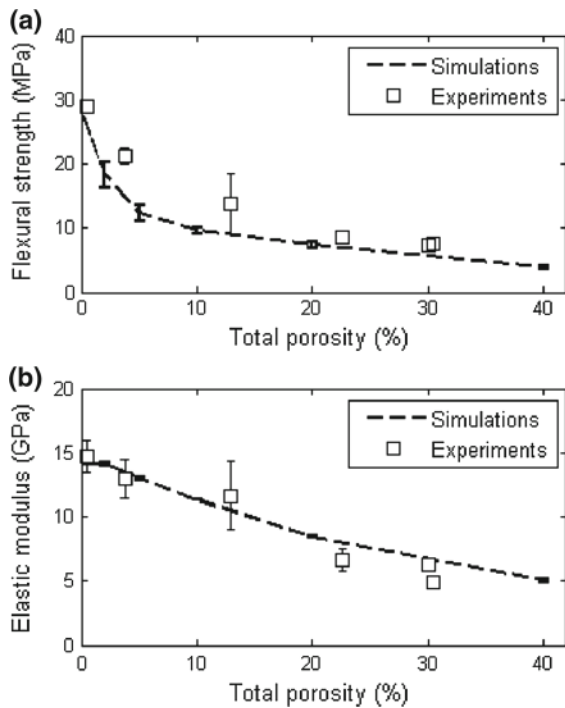 (a)
Flexural strength (MPa)
40
30
20
10
0
Simulations
Experiments
0 10 20 30 40
Total porosity (%)
(b)
Elastic modulus (GPa)
20
15
10
5
0
Simulations
Experiments
0 10 20 30 40
Total porosity (%)